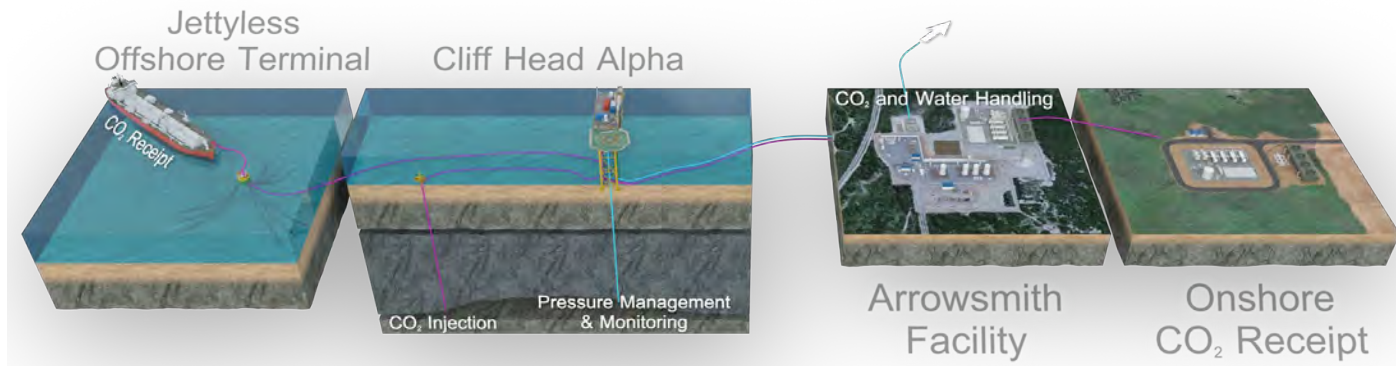 Jettyless
Offshore Terminal
Cliff Head Alpha
CO₂ Receipt
CO₂ Injection
Pressure Management
& Monitoring
CO₂ and Water Handling
Arrowsmith
Facility
Onshore
CO₂ Receipt